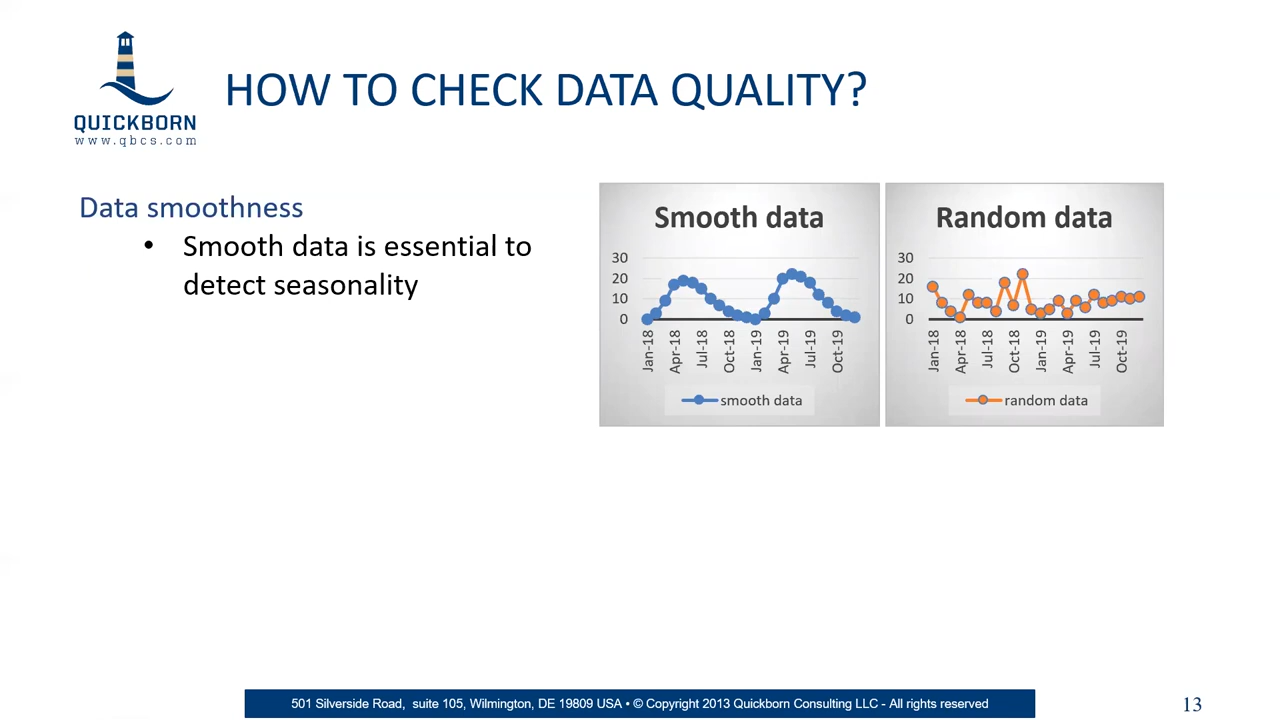 QUICKBORN
www.qbcs.com
HOW TO CHECK DATA QUALITY?
Data smoothness
• Smooth data is essential to
detect seasonality
Smooth data
30
20
10
0
Jan-18
Apr-18
Jul-18
Oct-18
Jan-19
Apr-19
Jul-19
Oct-19
smooth data
Random data
30
20
10
0
Jan-18
Apr-18
Jul-18
Oct-18
Jan-19
Apr-19
Jul-19
Oct-19
random data
501 Silverside Road, suite 105, Wilmington, DE 19809 USA • © Copyright 2013 Quickborn Consulting LLC - All rights reserved
13